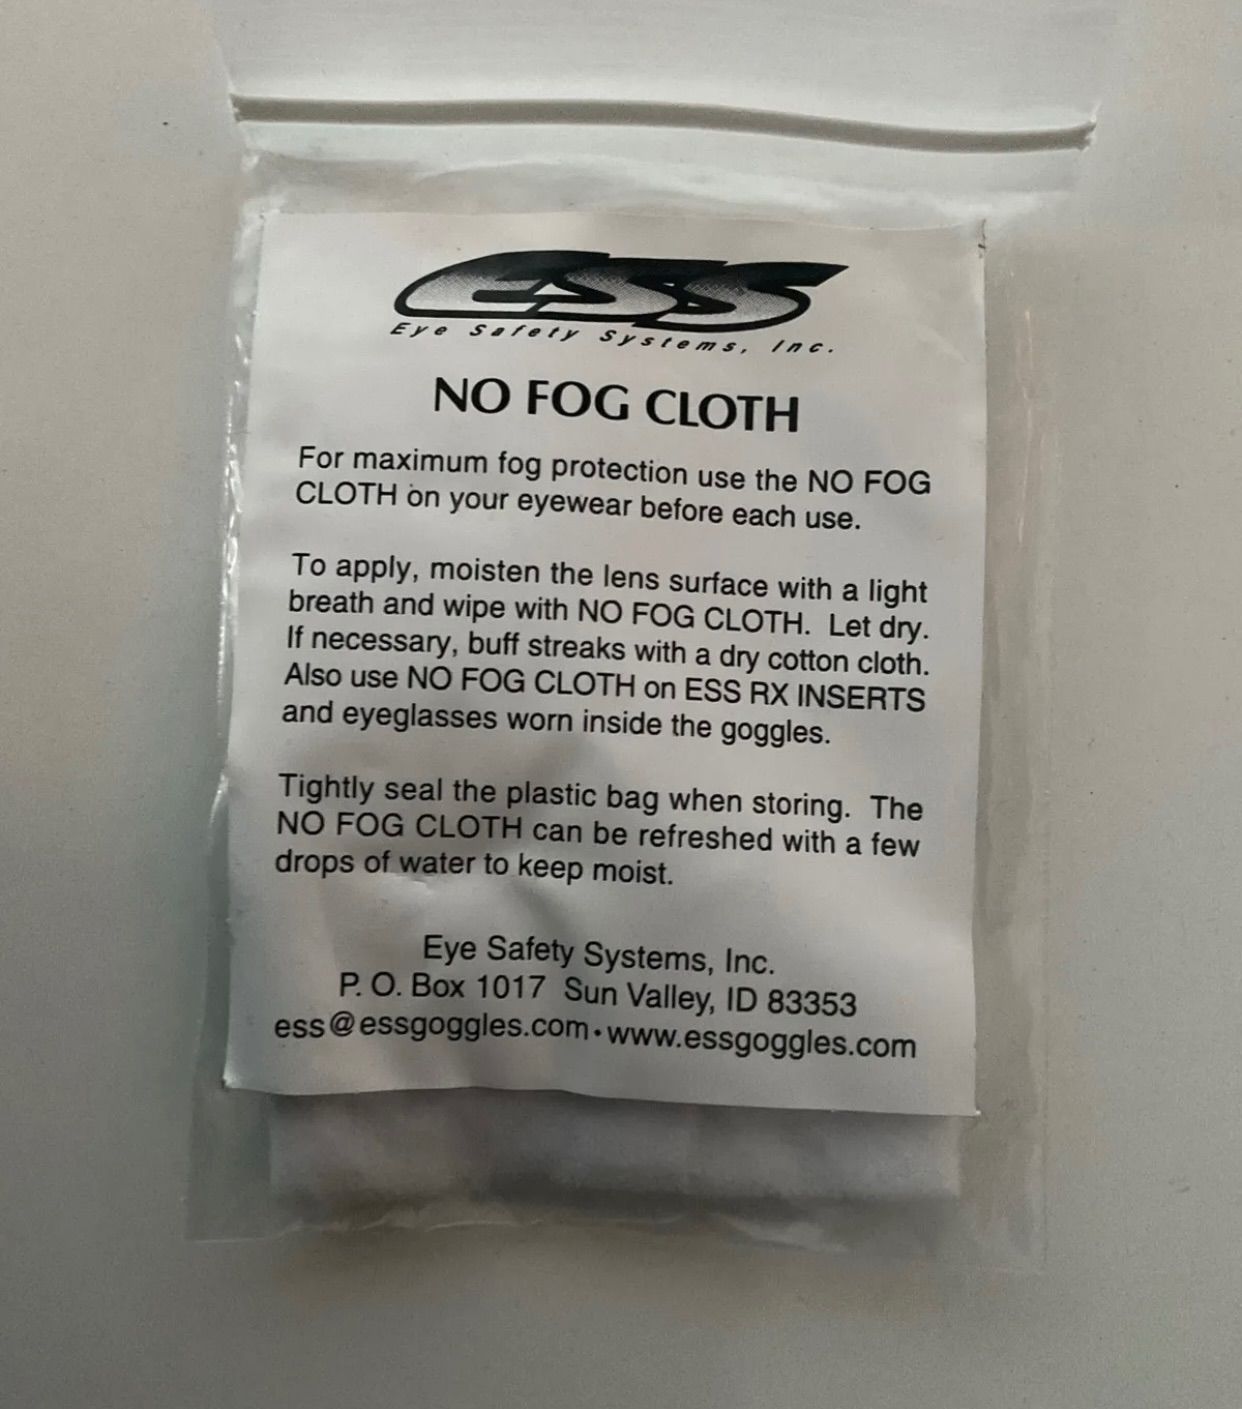 ESS
Eye Safety Systems, Inc.
NO FOG CLOTH
For maximum fog protection use the NO FOG
CLOTH on your eyewear before each use.
To apply, moisten the lens surface with a light
breath and wipe with NO FOG CLOTH. Let dry.
If necessary, buff streaks with a dry cotton cloth.
Also use NO FOG CLOTH on ESS RX INSERTS
and eyeglasses worn inside the goggles.
Tightly seal the plastic bag when storing. The
NO FOG CLOTH can be refreshed with a few
drops of water to keep moist.
Eye Safety Systems, Inc.
P. O. Box 1017 Sun Valley, ID 83353
ess@essgoggles.com•www.essgoggles.com